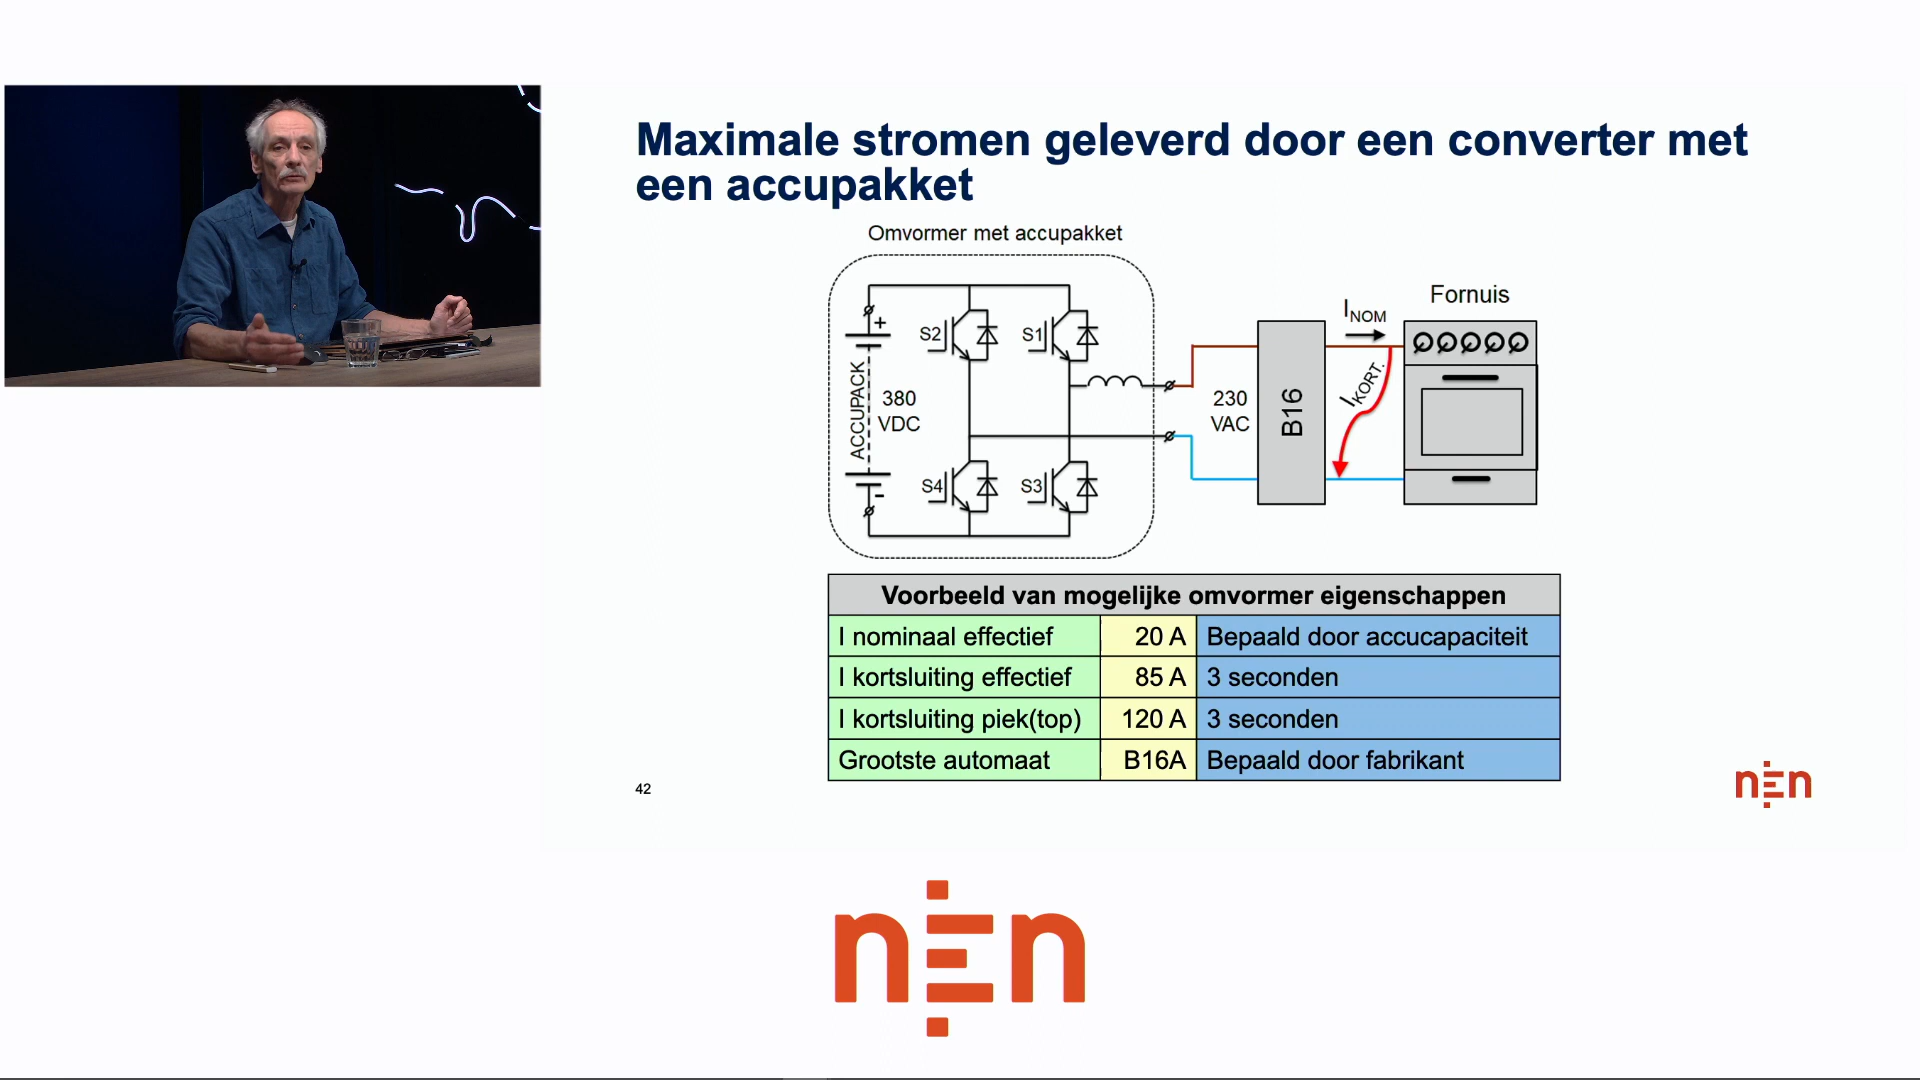 Maximale stromen geleverd door een converter met
een accupakket
Omvormer met accupakket
S2
S1
+
ACCUPACK
380
VDC
-
S4
S3
230
VAC
B16
I NOM
I KORT.
Fornuis
Voorbeeld van mogelijke omvormer eigenschappen
I nominaal effectief 20 A Bepaald door accucapaciteit
I kortsluiting effectief 85 A 3 seconden
I kortsluiting piek(top) 120 A 3 seconden
Grootste automaat B16A Bepaald door fabrikant
42
nEn
nEn